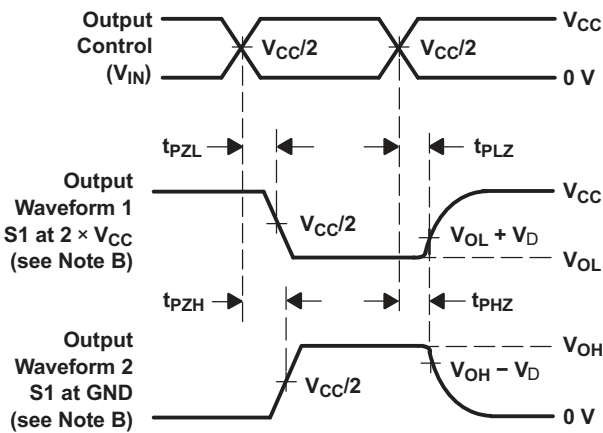 Output
Control
(VIN)
VCC/2
VCC/2
VCC
0 V
tPZL
tPLZ
Output
Waveform 1
S1 at 2 × VCC
(see Note B)
VCC/2
VCC
VOL + VD
VOL
tPZH
tPHZ
Output
Waveform 2
S1 at GND
(see Note B)
VCC/2
VOH
VOH − VD
0 V